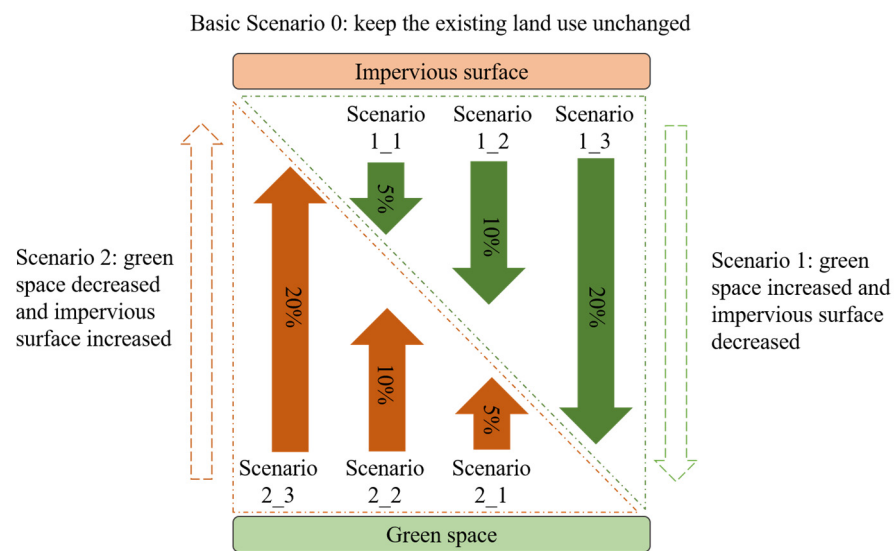 Basic Scenario 0: keep the existing land use unchanged
Impervious surface
Scenario
1_1
Scenario
1_2
Scenario
1_3
5%
10%
20%
Scenario 2: green
space decreased
and impervious
surface increased
Scenario 1: green
space increased and
impervious surface
decreased
20%
10%
5%
Scenario
2_3
Scenario
2_2
Scenario
2_1
Green space